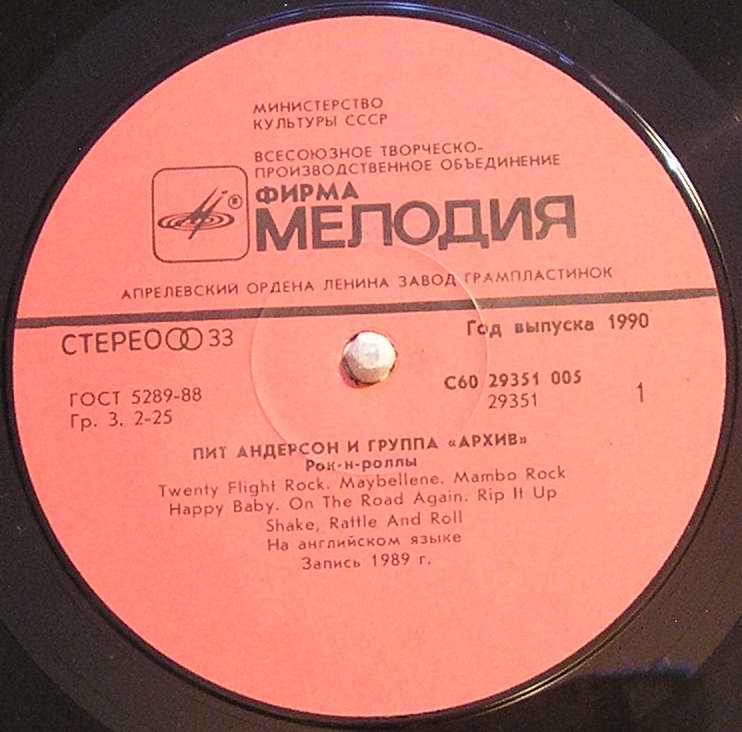 МИНИСТЕРСТВО
КУЛЬТУРЫ СССР
ВСЕСОЮЗНОЕ ТВОРЧЕСКО-
ПРОИЗВОДСТВЕННОЕ ОБЪЕДИНЕНИЕ
®
ФИРМА
МЕЛОДИЯ
АПРЕЛЕВСКИЙ ОРДЕНА ЛЕНИНА ЗАВОД ГРАМПЛАСТИНОК
СТЕРЕО 33
Год выпуска 1990
ГОСТ 5289-88
Гр. 3. 2-25
С60 29351 005
29351
1
ПИТ АНДЕРСОН И ГРУППА «АРХИВ»
Рок-н-роллы
Twenty Flight Rock. Maybellene. Mambo Rock
Happy Baby. On The Road Again. Rip It Up
Shake, Rattle And Roll
На английском языке
Запись 1989 г.